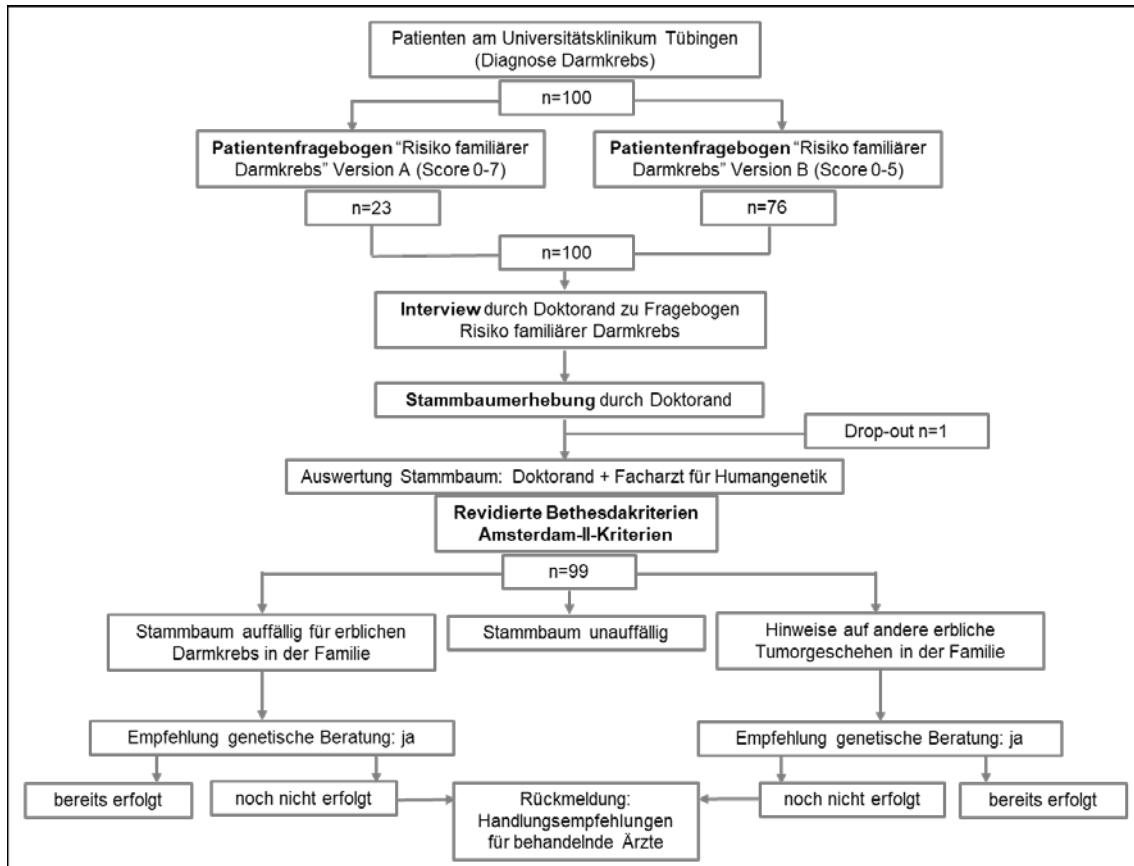 Patienten am Universitätsklinikum Tübingen
(Diagnose Darmkrebs)
n=100
Patientenfragebogen “Risiko familiärer
Darmkrebs” Version A (Score 0-7)
Patientenfragebogen “Risiko familiärer
Darmkrebs” Version B (Score 0-5)
n=23
n=76
n=100
Interview durch Doktorand zu Fragebogen
Risiko familiärer Darmkrebs
Stammbaumerhebung durch Doktorand
Drop-out n=1
Auswertung Stammbaum: Doktorand + Facharzt für Humangenetik
Revidierte Bethesdakriterien
Amsterdam-II-Kriterien
n=99
Stammbaum auffällig für erblichen
Darmkrebs in der Familie
Stammbaum unauffällig
Hinweise auf andere erbliche
Tumorgeschehen in der Familie
Empfehlung genetische Beratung: ja
Empfehlung genetische Beratung: ja
bereits erfolgt
noch nicht erfolgt
Rückmeldung:
Handlungsempfehlungen
für behandelnde Ärzte
noch nicht erfolgt
bereits erfolgt